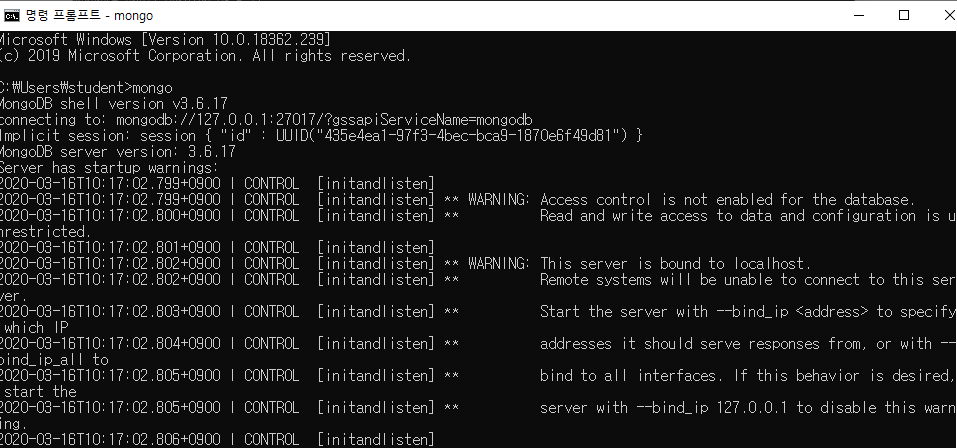 명령 프롬프트 - mongo
Microsoft Windows [Version 10.0.18362.239]
(c) 2019 Microsoft Corporation. All rights reserved.
C:₩Users₩student>mongo
MongoDB shell version v3.6.17
connecting to: mongodb://127.0.0.1:27017/?gssapiServiceName=mongodb
Implicit session: session { "id" : UUID("435e4ea1-97f3-4bec-bca9-1870e6f49d81") }
MongoDB server version: 3.6.17
Server has startup warnings:
2020-03-16T10:17:02.799+0900 I CONTROL  [initandlisten]
2020-03-16T10:17:02.799+0900 I CONTROL  [initandlisten] ** WARNING: Access control is not enabled for the database.
2020-03-16T10:17:02.800+0900 I CONTROL  [initandlisten] **          Read and write access to data and configuration is u
nrestricted.
2020-03-16T10:17:02.801+0900 I CONTROL  [initandlisten]
2020-03-16T10:17:02.802+0900 I CONTROL  [initandlisten] ** WARNING: This server is bound to localhost.
2020-03-16T10:17:02.802+0900 I CONTROL  [initandlisten] **          Remote systems will be unable to connect to this ser
ver.
2020-03-16T10:17:02.803+0900 I CONTROL  [initandlisten] **          Start the server with --bind_ip <address> to specify
 which IP
2020-03-16T10:17:02.804+0900 I CONTROL  [initandlisten] **          addresses it should serve responses from, or with --
bind_ip_all to
2020-03-16T10:17:02.805+0900 I CONTROL  [initandlisten] **          bind to all interfaces. If this behavior is desired,
 start the
2020-03-16T10:17:02.805+0900 I CONTROL  [initandlisten] **          server with --bind_ip 127.0.0.1 to disable this warn
ing.
2020-03-16T10:17:02.806+0900 I CONTROL  [initandlisten]